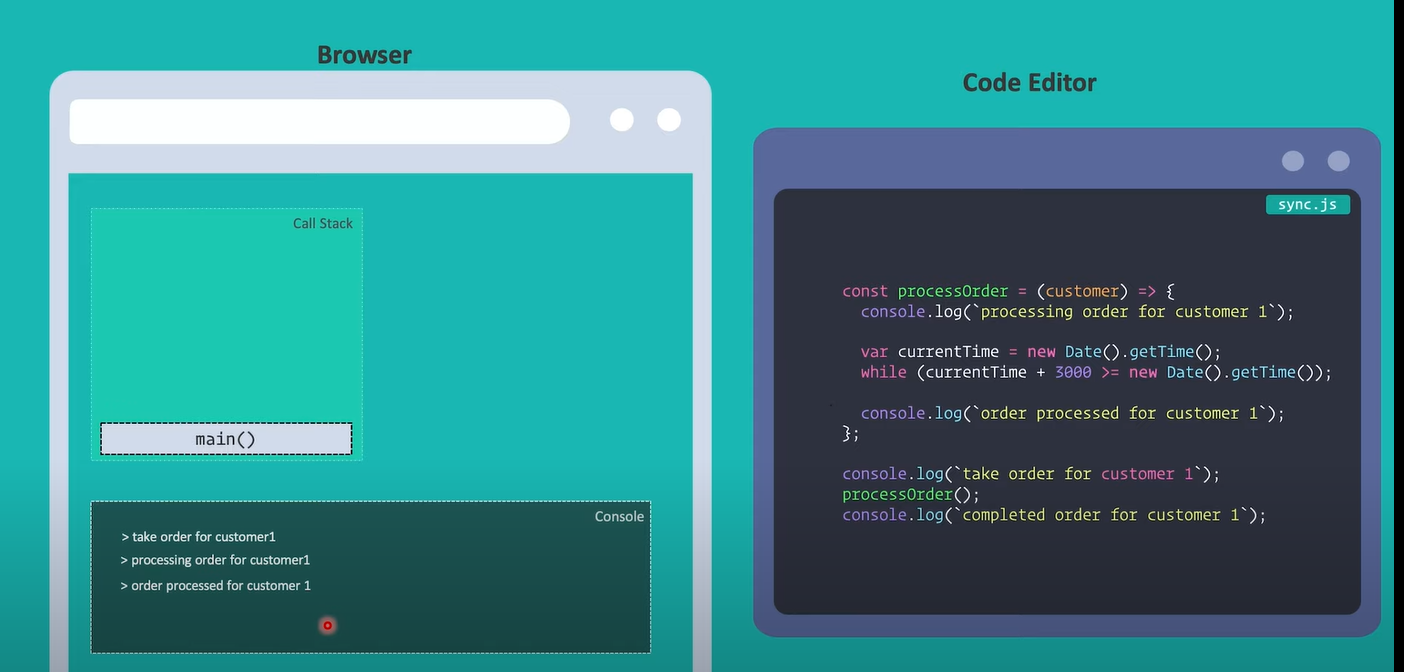 Browser
Call Stack
main()
Console
> take order for customer1
> processing order for customer1
> order processed for customer 1
Code Editor
sync.js
const processOrder = (customer) => {
  console.log(`processing order for customer 1`);

  var currentTime = new Date().getTime();
  while (currentTime + 3000 >= new Date().getTime());

  console.log(`order processed for customer 1`);
};

console.log(`take order for customer 1`);
processOrder();
console.log(`completed order for customer 1`);